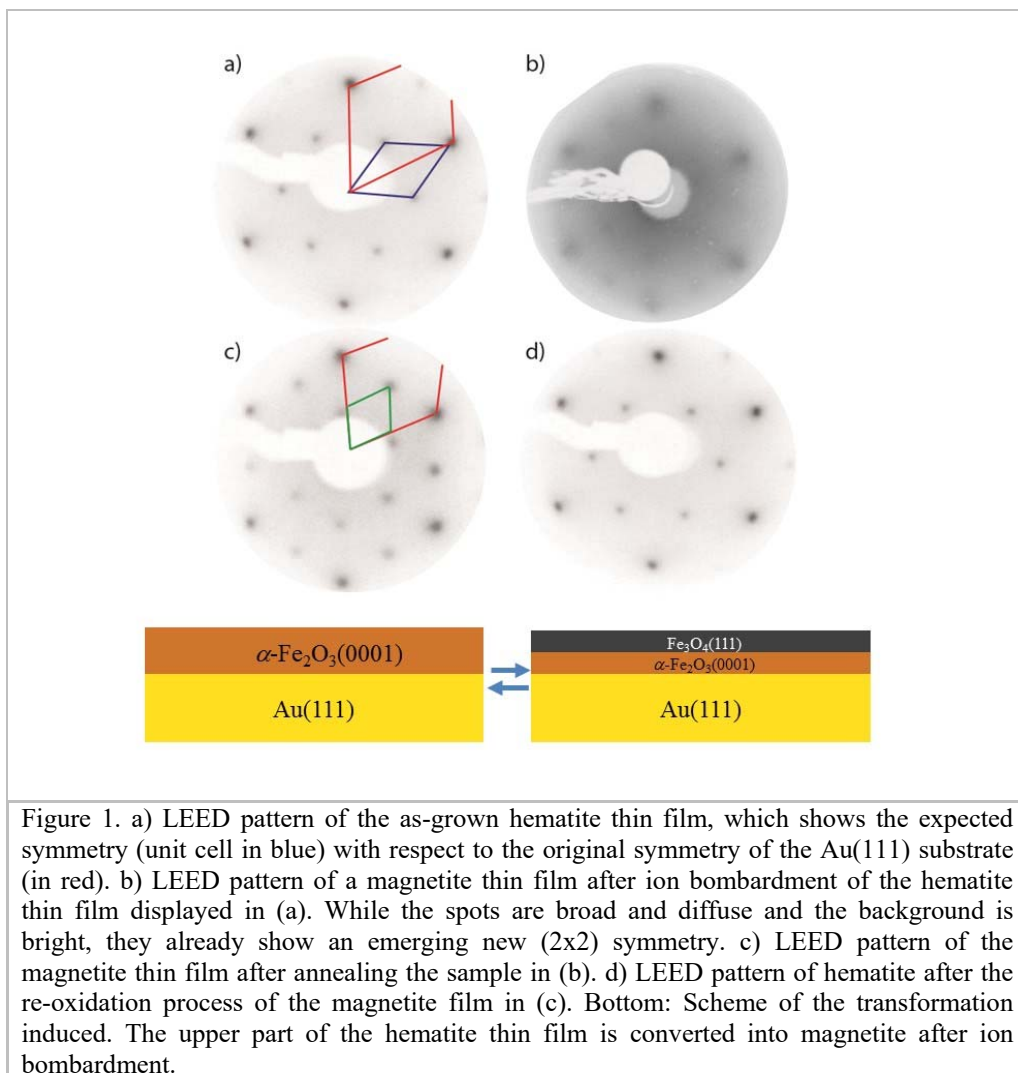 a)
b)
c)
d)
α-Fe₂O₃(0001)
Au(111)
Fe₃O₄(111)
α-Fe₂O₃(0001)
Au(111)
Figure 1. a) LEED pattern of the as-grown hematite thin film, which shows the expected
symmetry (unit cell in blue) with respect to the original symmetry of the Au(111) substrate
(in red). b) LEED pattern of a magnetite thin film after ion bombardment of the hematite
thin film displayed in (a). While the spots are broad and diffuse and the background is
bright, they already show an emerging new (2x2) symmetry. c) LEED pattern of the
magnetite thin film after annealing the sample in (b). d) LEED pattern of hematite after the
re-oxidation process of the magnetite film in (c). Bottom: Scheme of the transformation
induced. The upper part of the hematite thin film is converted into magnetite after ion
bombardment.